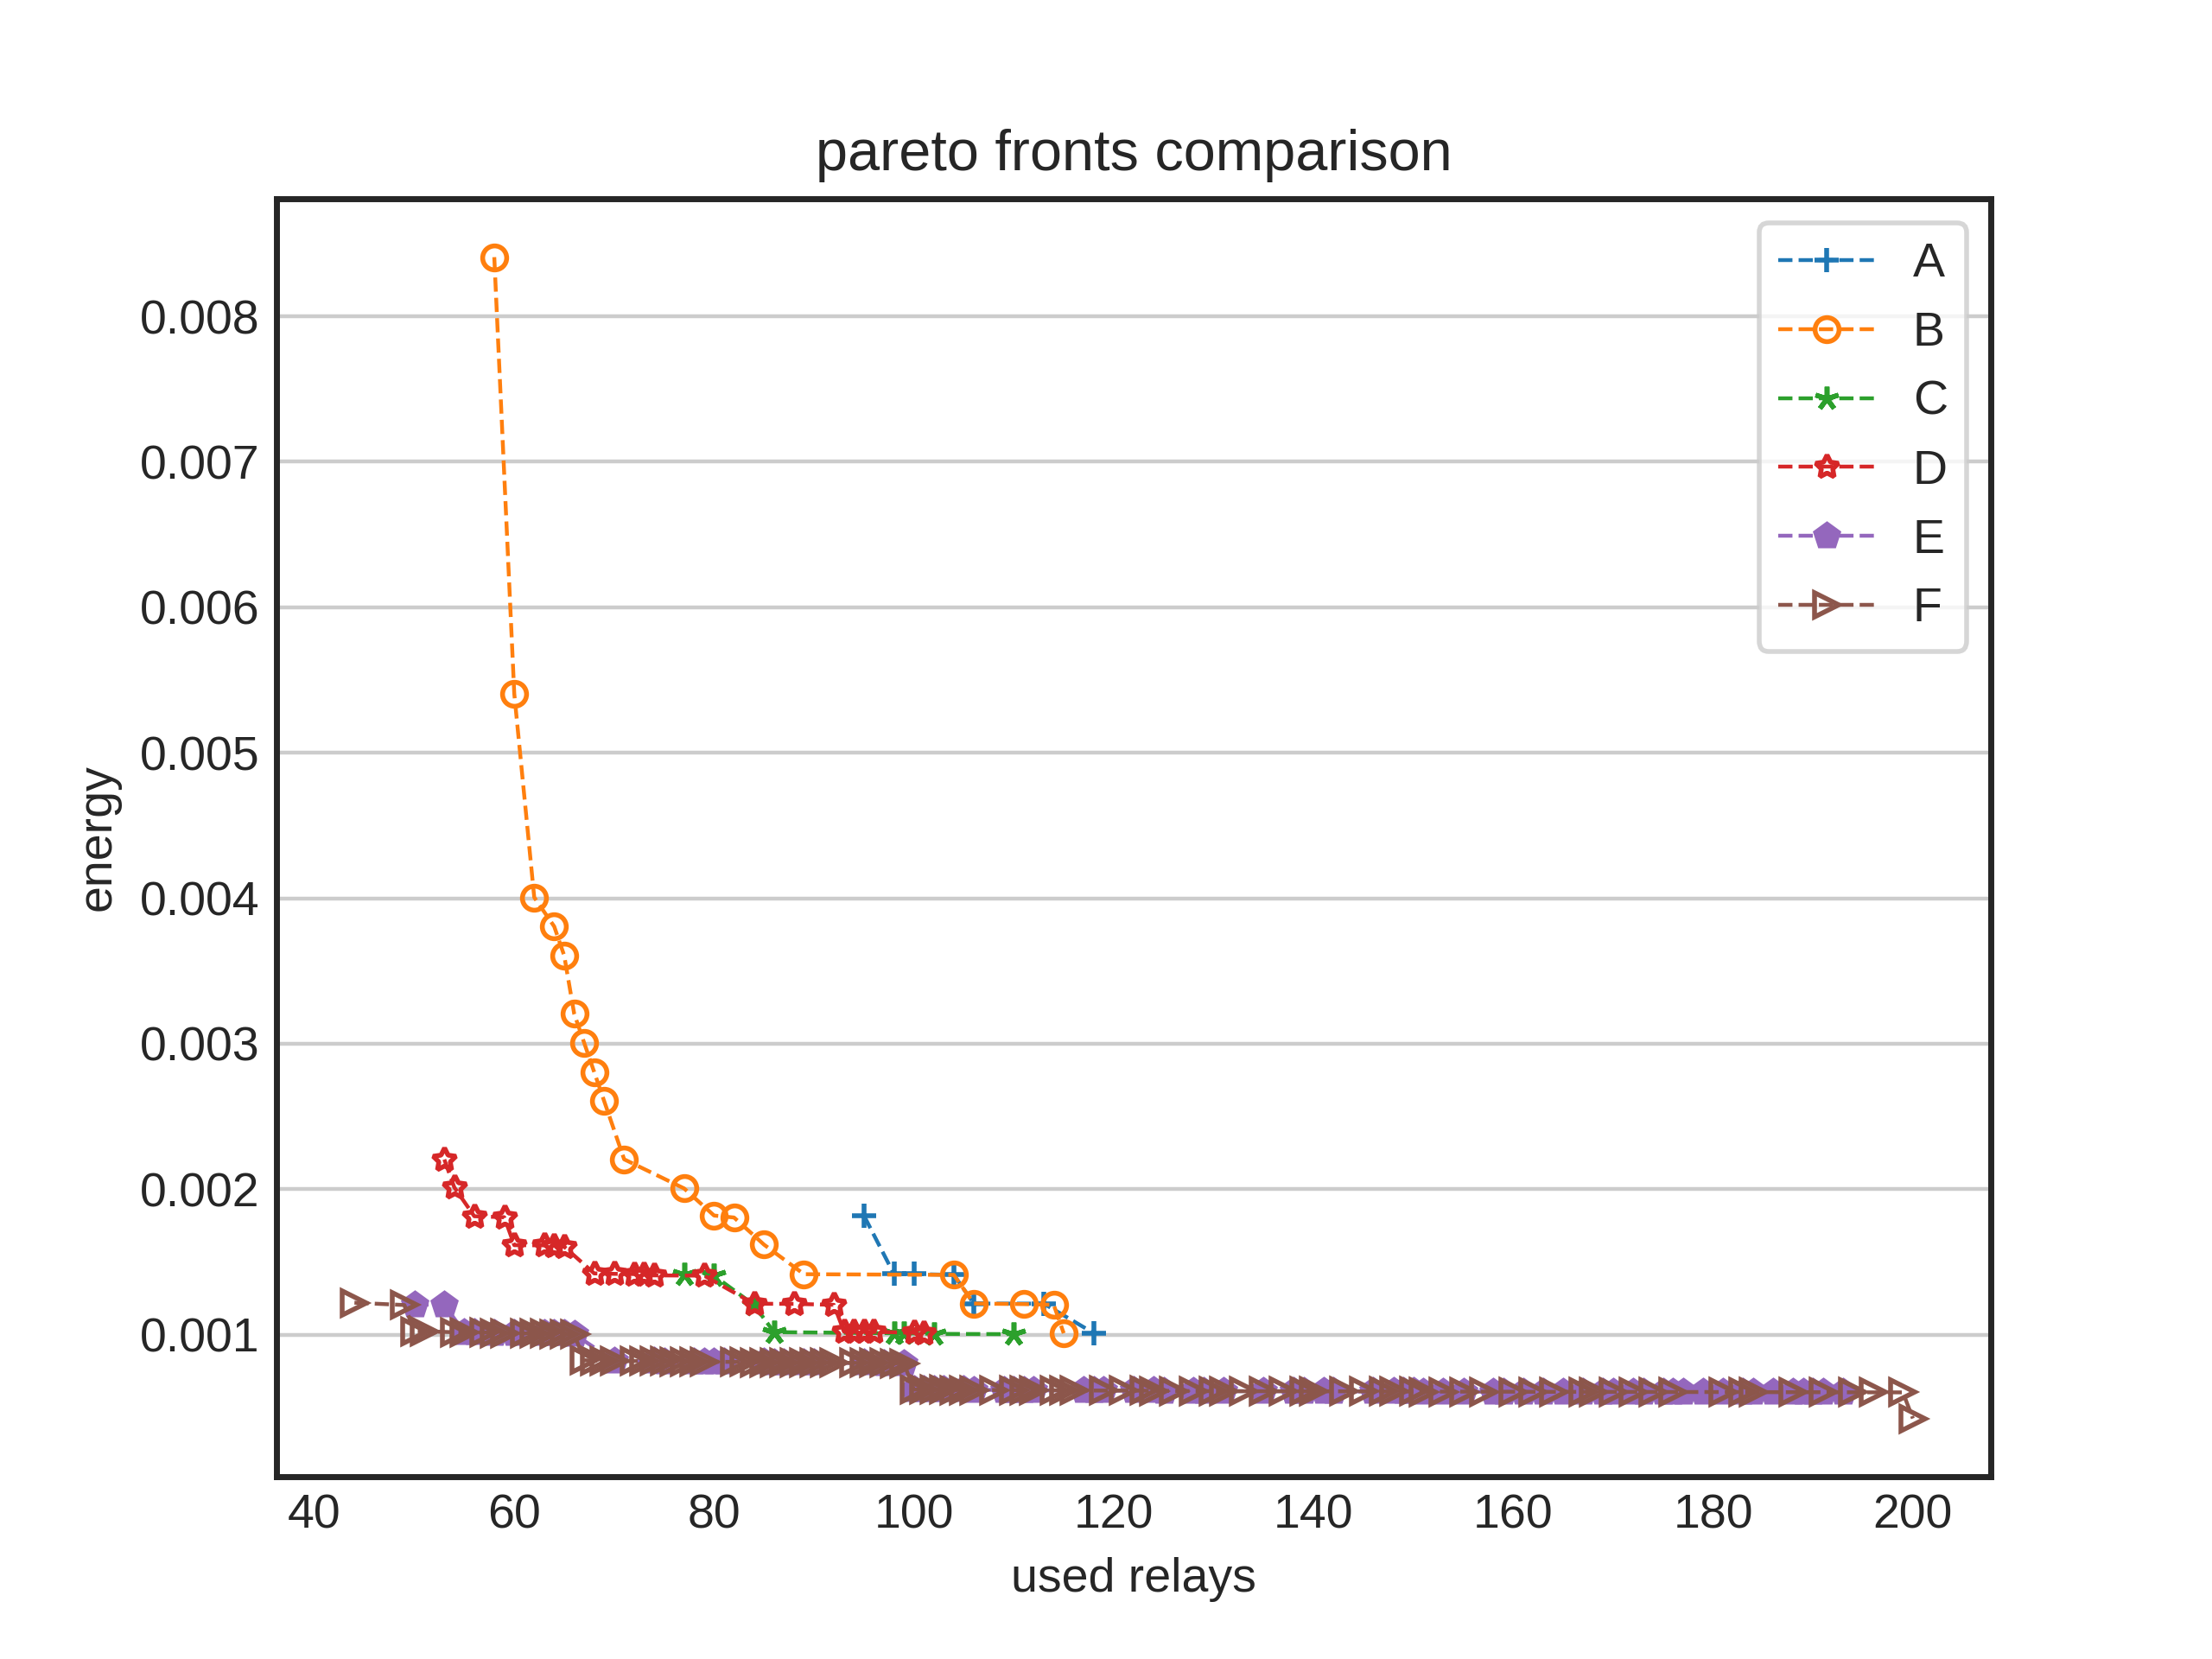 pareto fronts comparison
A
B
C
D
E
F
0.008
0.007
0.006
0.005
0.004
0.003
0.002
0.001
energy
40 60 80 100 120 140 160 180 200
used relays